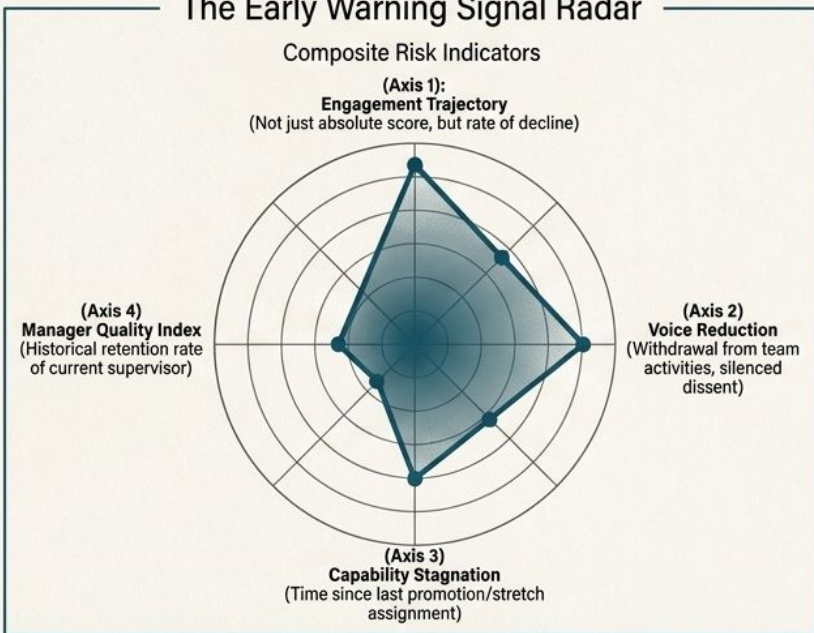 The Early Warning Signal Radar
Composite Risk Indicators
(Axis 1):
Engagement Trajectory
(Not just absolute score, but rate of decline)
(Axis 4)
Manager Quality Index
(Historical retention rate
of current supervisor)
(Axis 2)
Voice Reduction
(Withdrawal from team
activities, silenced
dissent)
(Axis 3)
Capability Stagnation
(Time since last promotion/stretch
assignment)